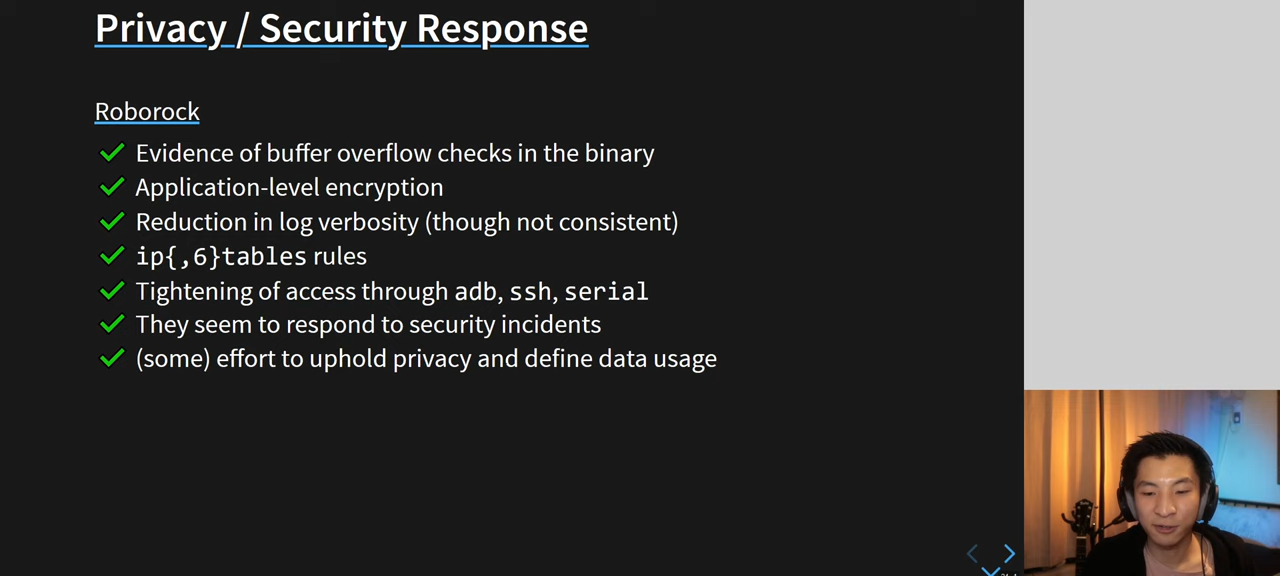 Privacy / Security Response
Roborock
Evidence of buffer overflow checks in the binary
Application-level encryption
Reduction in log verbosity (though not consistent)
ip{,6}tables rules
Tightening of access through adb, ssh, serial
They seem to respond to security incidents
(some) effort to uphold privacy and define data usage